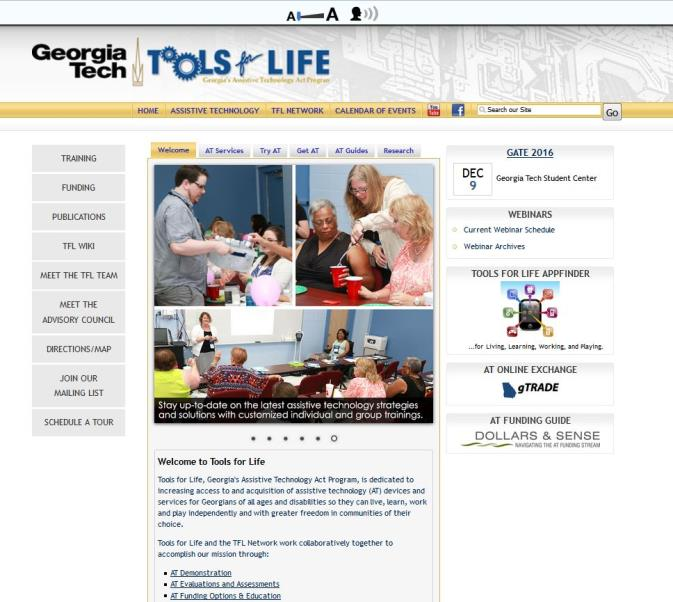 A A
Georgia Tech
TOOLS for LIFE
Georgia's Assistive Technology Act Program
HOME ASSISTIVE TECHNOLOGY TFL NETWORK CALENDAR OF EVENTS You Tube f Search our Site Go
TRAINING
FUNDING
PUBLICATIONS
TFL WIKI
MEET THE TFL TEAM
MEET THE
ADVISORY COUNCIL
DIRECTIONS/MAP
JOIN OUR
MAILING LIST
SCHEDULE A TOUR
Welcome AT Services Try AT Get AT AT Guides Research
Stay up-to-date on the latest assistive technology strategies
and solutions with customized individual and group trainings.
Welcome to Tools for Life
Tools for Life, Georgia's Assistive Technology Act Program, is dedicated to
increasing access to and acquisition of assistive technology (AT) devices and
services for Georgians of all ages and disabilities so they can live, learn, work
and play independently and with greater freedom in communities of their
choice.
Tools for Life and the TFL Network work collaboratively together to
accomplish our mission through:
AT Demonstration
AT Evaluations and Assessments
AT Funding Options & Education
GATE 2016
DEC
9
Georgia Tech Student Center
WEBINARS
Current Webinar Schedule
Webinar Archives
TOOLS FOR LIFE APPFINDER
...for Living, Learning, Working, and Playing.
AT ONLINE EXCHANGE
gTRADE
AT FUNDING GUIDE
DOLLARS & SENSE
NAVIGATING THE AT FUNDING STREAM